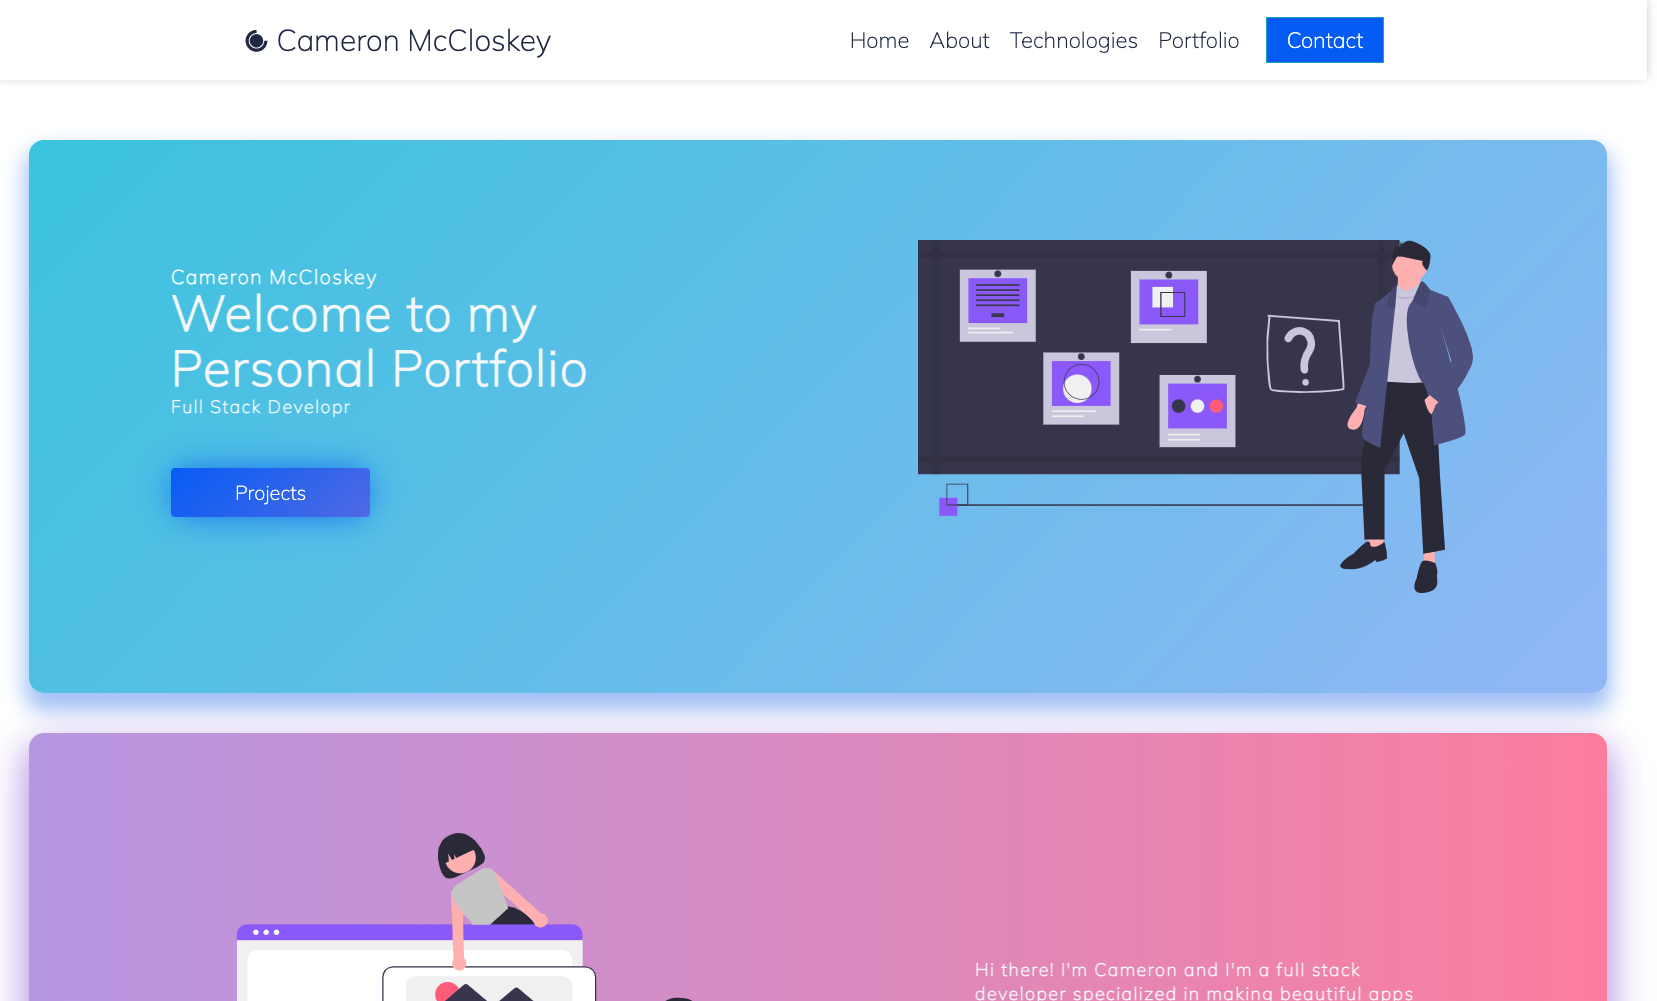 Cameron McCloskey
Home About Technologies Portfolio Contact
Cameron McCloskey
Welcome to my
Personal Portfolio
Full Stack Developr
Projects
?
Hi there! I'm Cameron and I'm a full stack
developer specialized in making beautiful apps